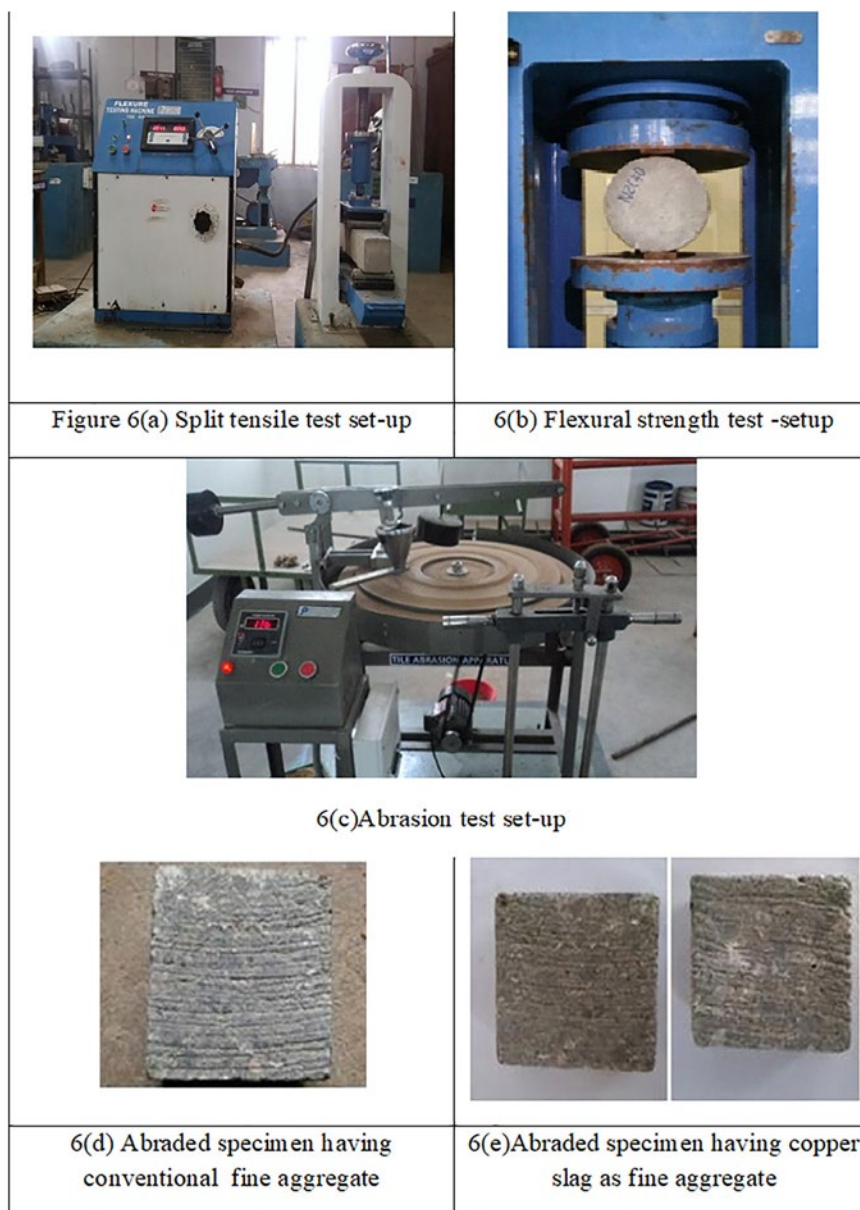 FLEXURE
TESTING MACHINE
Figure 6(a) Split tensile test set-up
6(b) Flexural strength test -setup
TILE ABRASION APPARATU
6(c)Abrasion test set-up
6(d) Abraded specimen having
conventional fine aggregate
6(e)Abraded specimen having copper
slag as fine aggregate